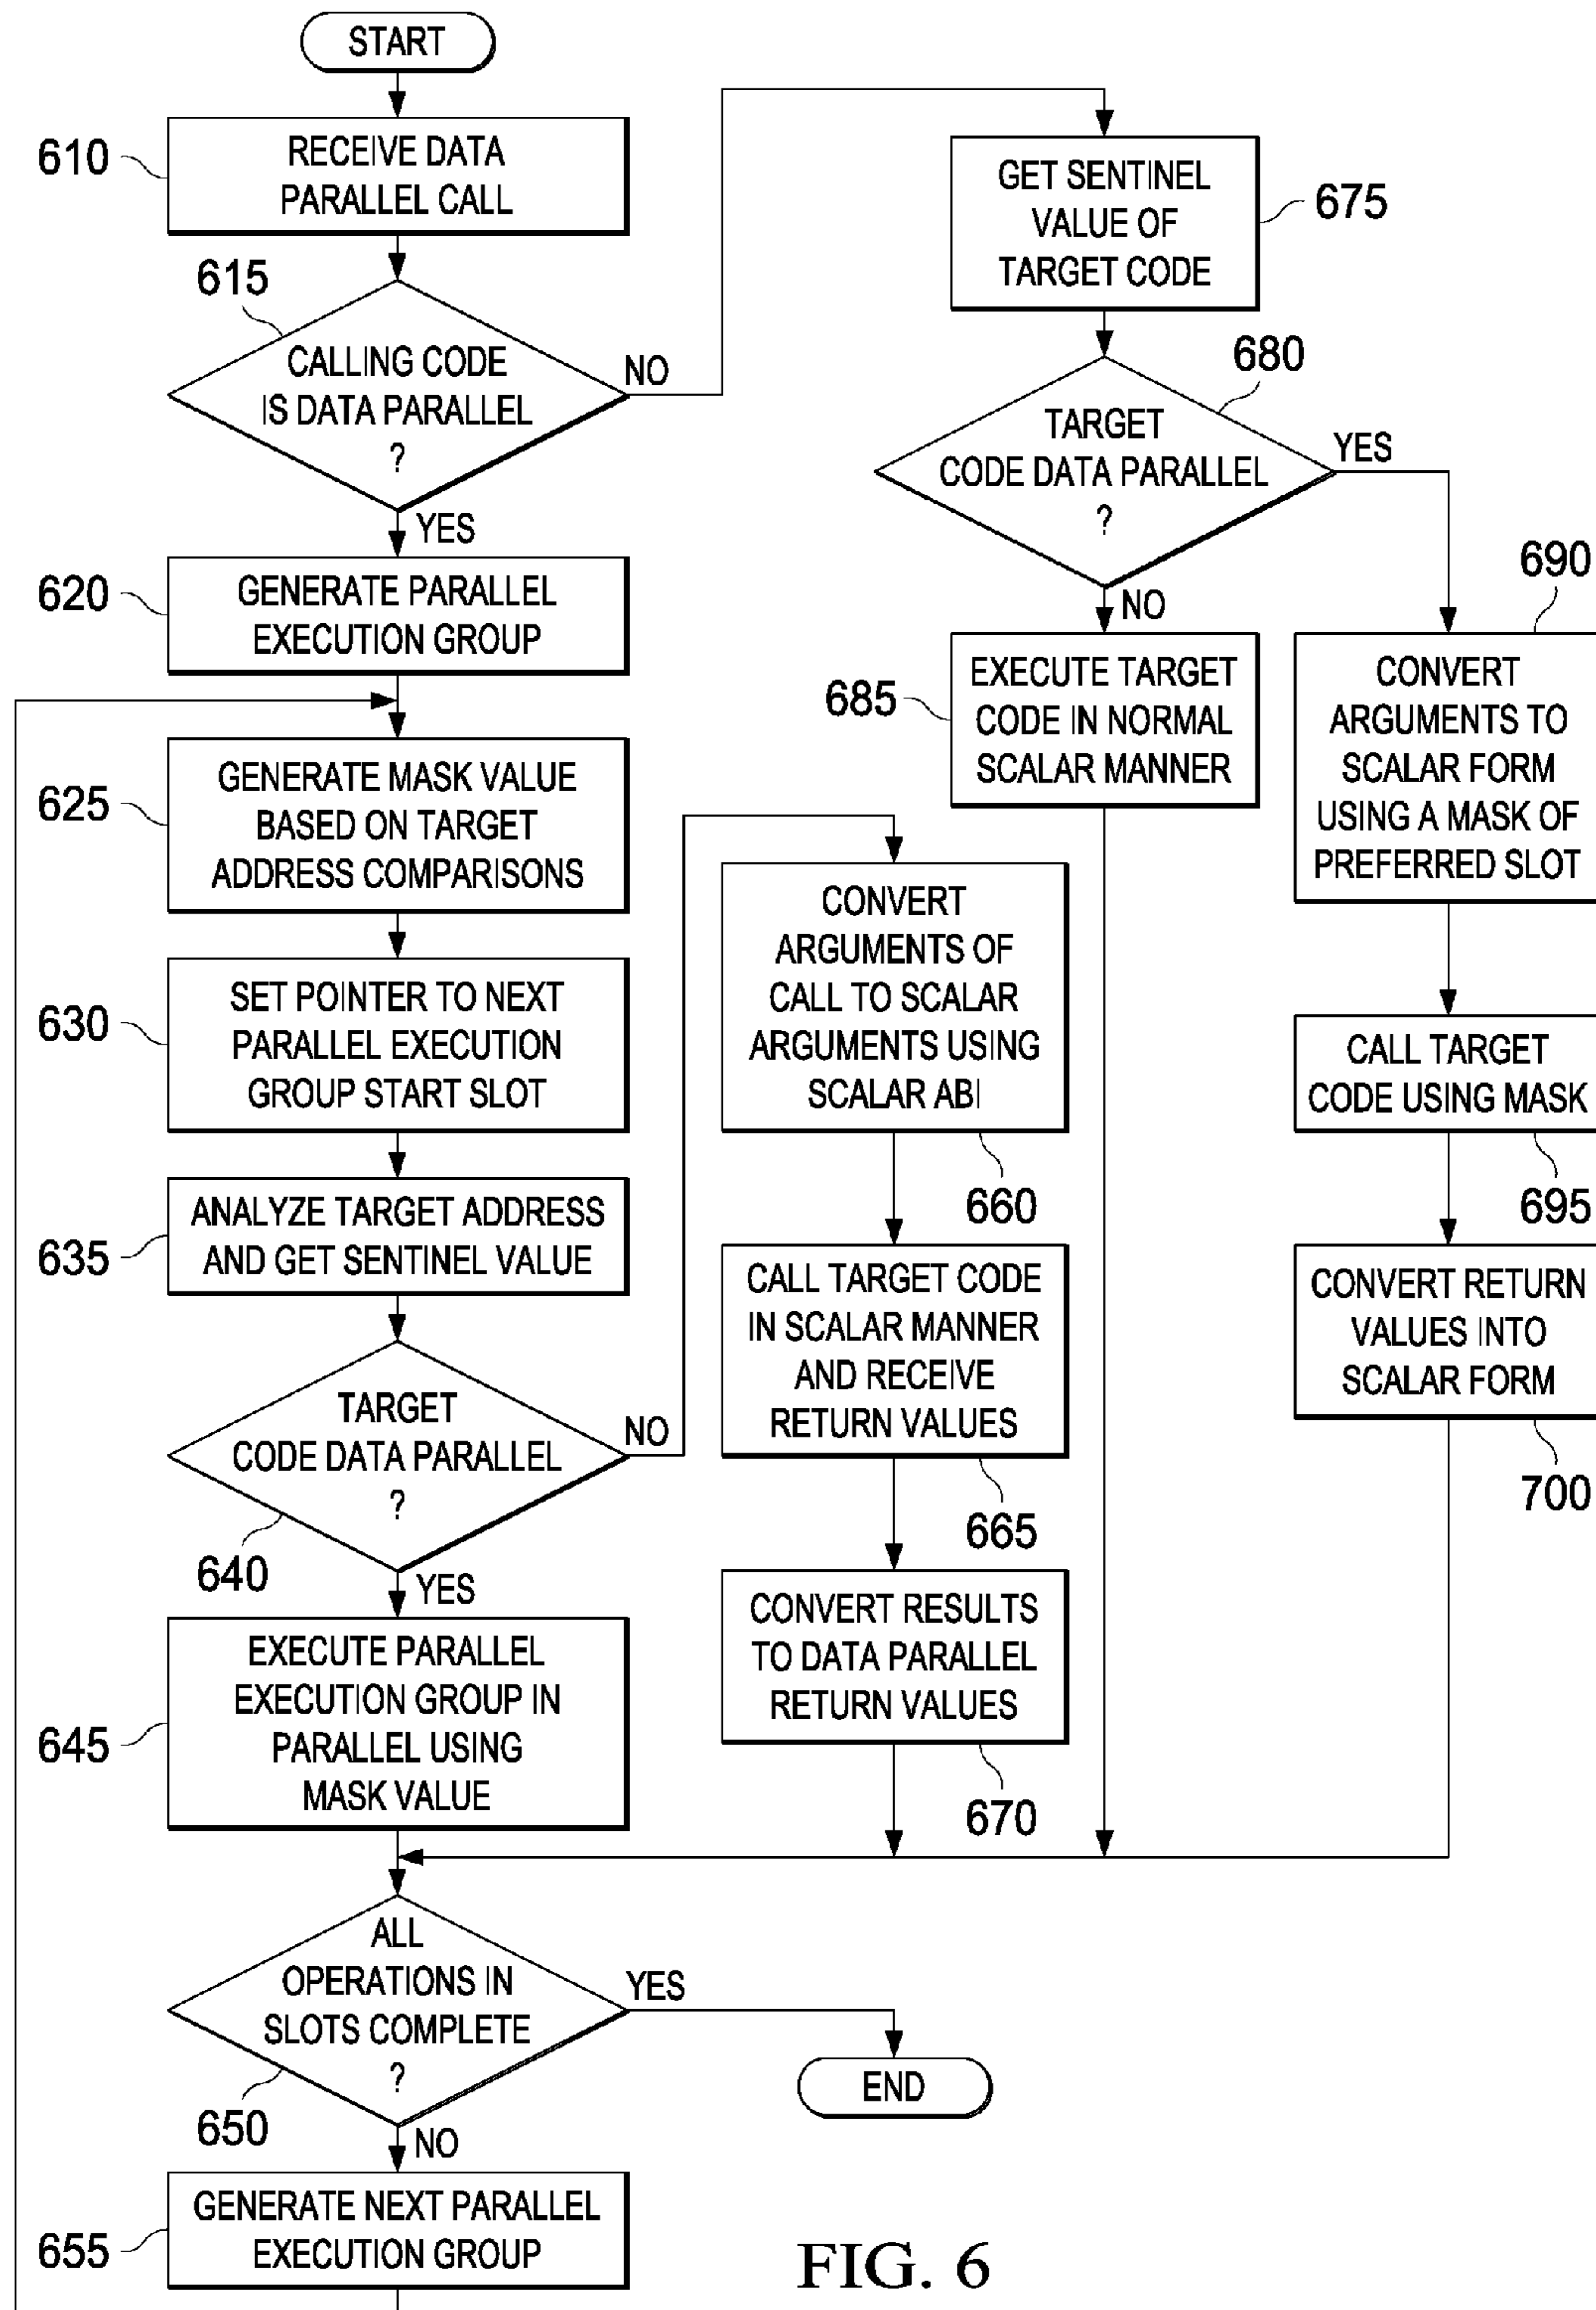 START
610
RECEIVE DATA
PARALLEL CALL
615
CALLING CODE
IS DATA PARALLEL
?
NO
YES
620
GENERATE PARALLEL
EXECUTION GROUP
625
GENERATE MASK VALUE
BASED ON TARGET
ADDRESS COMPARISONS
630
SET POINTER TO NEXT
PARALLEL EXECUTION
GROUP START SLOT
635
ANALYZE TARGET ADDRESS
AND GET SENTINEL VALUE
TARGET
CODE DATA PARALLEL
?
NO
640
YES
645
EXECUTE PARALLEL
EXECUTION GROUP IN
PARALLEL USING
MASK VALUE
ALL
OPERATIONS IN
SLOTS COMPLETE
?
YES
END
650
NO
655
GENERATE NEXT PARALLEL
EXECUTION GROUP
CONVERT
ARGUMENTS OF
CALL TO SCALAR
ARGUMENTS USING
SCALAR ABI
660
CALL TARGET CODE
IN SCALAR MANNER
AND RECEIVE
RETURN VALUES
665
CONVERT RESULTS
TO DATA PARALLEL
RETURN VALUES
670
GET SENTINEL
VALUE OF
TARGET CODE
675
680
TARGET
CODE DATA PARALLEL
?
YES
NO
685
EXECUTE TARGET
CODE IN NORMAL
SCALAR MANNER
690
CONVERT
ARGUMENTS TO
SCALAR FORM
USING A MASK OF
PREFERRED SLOT
CALL TARGET
CODE USING MASK
695
CONVERT RETURN
VALUES INTO
SCALAR FORM
700
FIG. 6